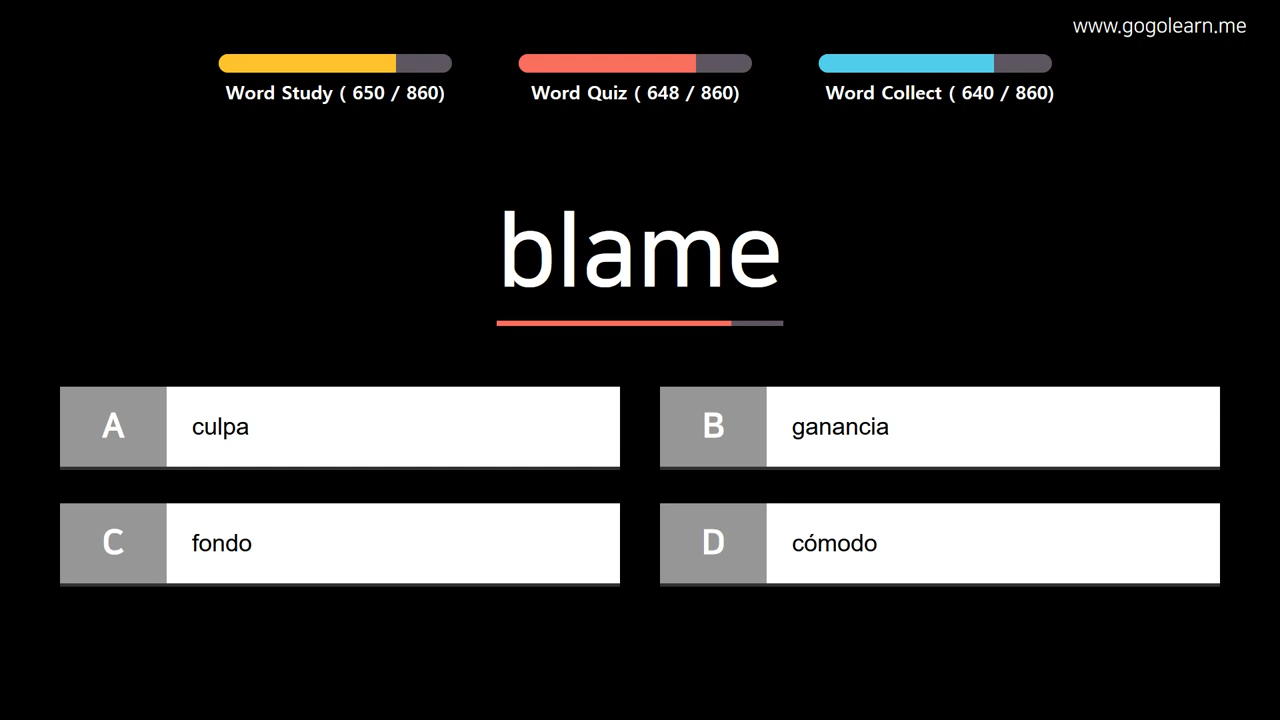 www.gogolearn.me
Word Study ( 650 / 860)
Word Quiz ( 648 / 860)
Word Collect ( 640 / 860)
blame
A culpa
B ganancia
C fondo
D cómodo